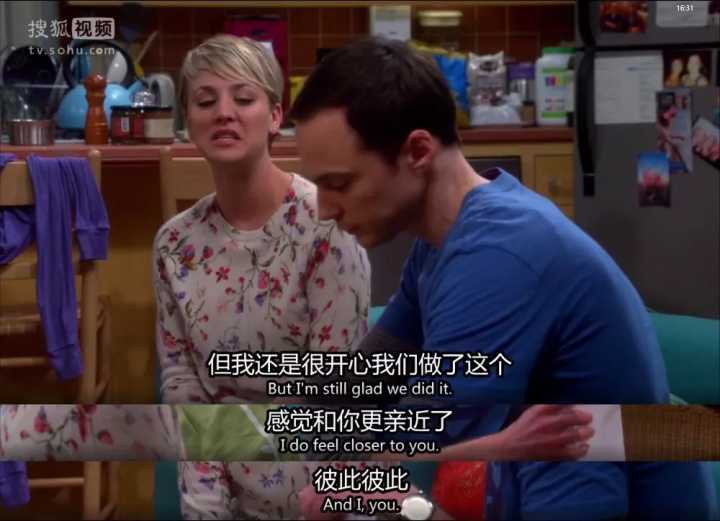 搜狐视频
tv.sohu.com
16:31
但我还是很开心我们做了这个
But I'm still glad we did it.
感觉和你更亲近了
I do feel closer to you.
彼此彼此
And I, you.